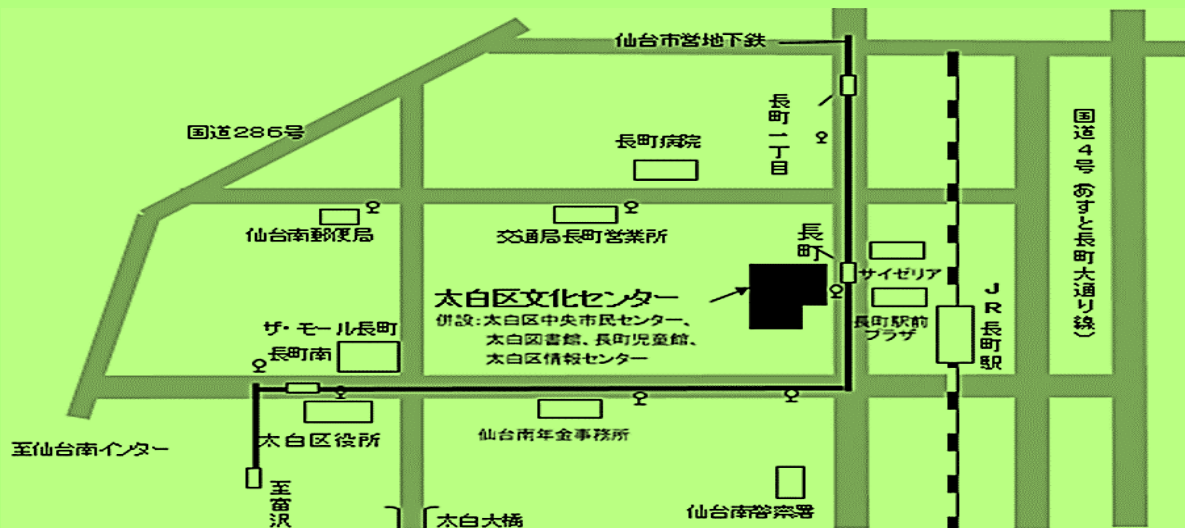 仙台市営地下鉄
国道286号
長町一丁目
国道4号(あすと長町大通り線)
長町病院
仙台南郵便局
交通局長町営業所
長町
サイゼリア
太白区文化センター
併設:太白区中央市民センター、
太白図書館、長町児童館、
太白区情報センター
長町駅前
プラザ
JR長町駅
ザ・モール長町
長町南
太白区役所
仙台南年金事務所
至仙台南インター
至富沢
太白大橋
仙台南警察署